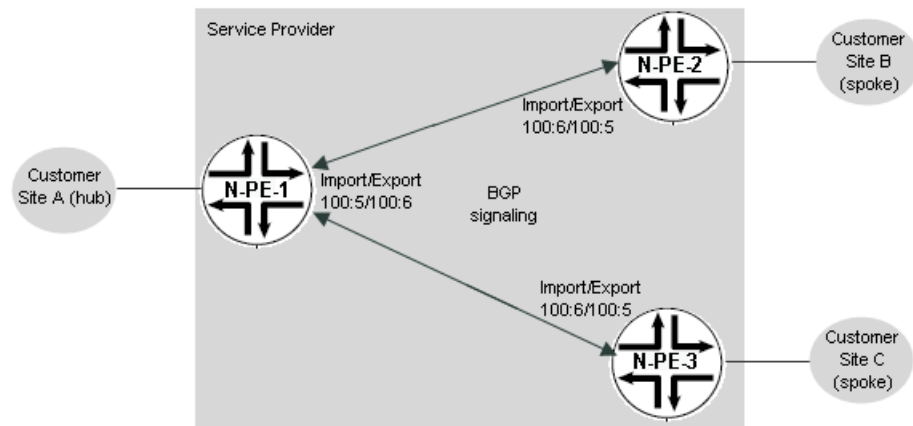 Service Provider
N-PE-2
Customer
Site B
(spoke)
Import/Export
100:6/100:5
Customer
Site A (hub)
N-PE-1
Import/Export
100:5/100:6
BGP
signaling
Import/Export
100:6/100:5
N-PE-3
Customer
Site C
(spoke)